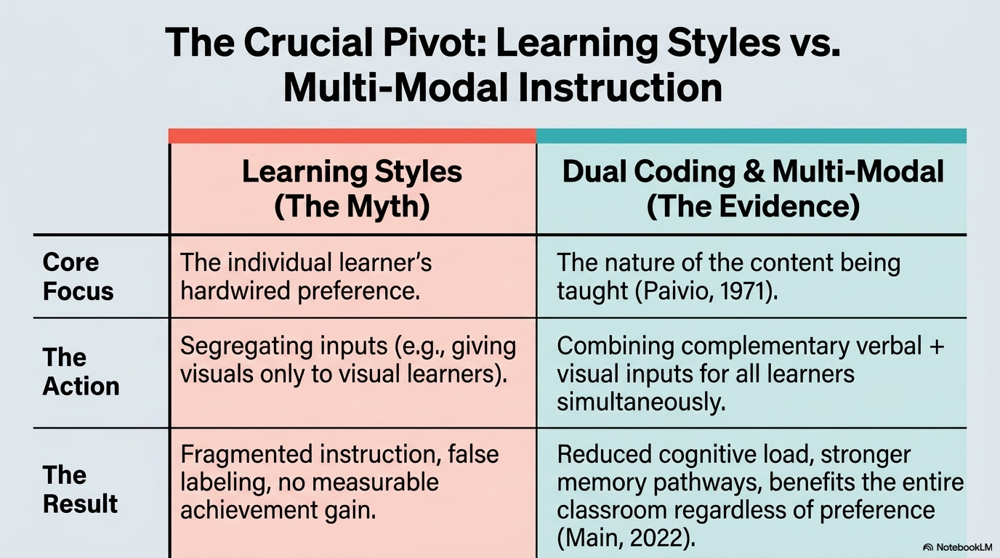 The Crucial Pivot: Learning Styles vs.
Multi-Modal Instruction
Learning Styles
(The Myth)
Dual Coding & Multi-Modal
(The Evidence)
Core
Focus
The individual learner’s
hardwired preference.
The nature of the content being
taught (Paivio, 1971).
The
Action
Segregating inputs (e.g., giving
visuals only to visual learners).
Combining complementary verbal +
visual inputs for all learners
simultaneously.
The
Result
Fragmented instruction, false
labeling, no measurable
achievement gain.
Reduced cognitive load, stronger
memory pathways, benefits the entire
classroom regardless of preference
(Main, 2022).
NotebookLM